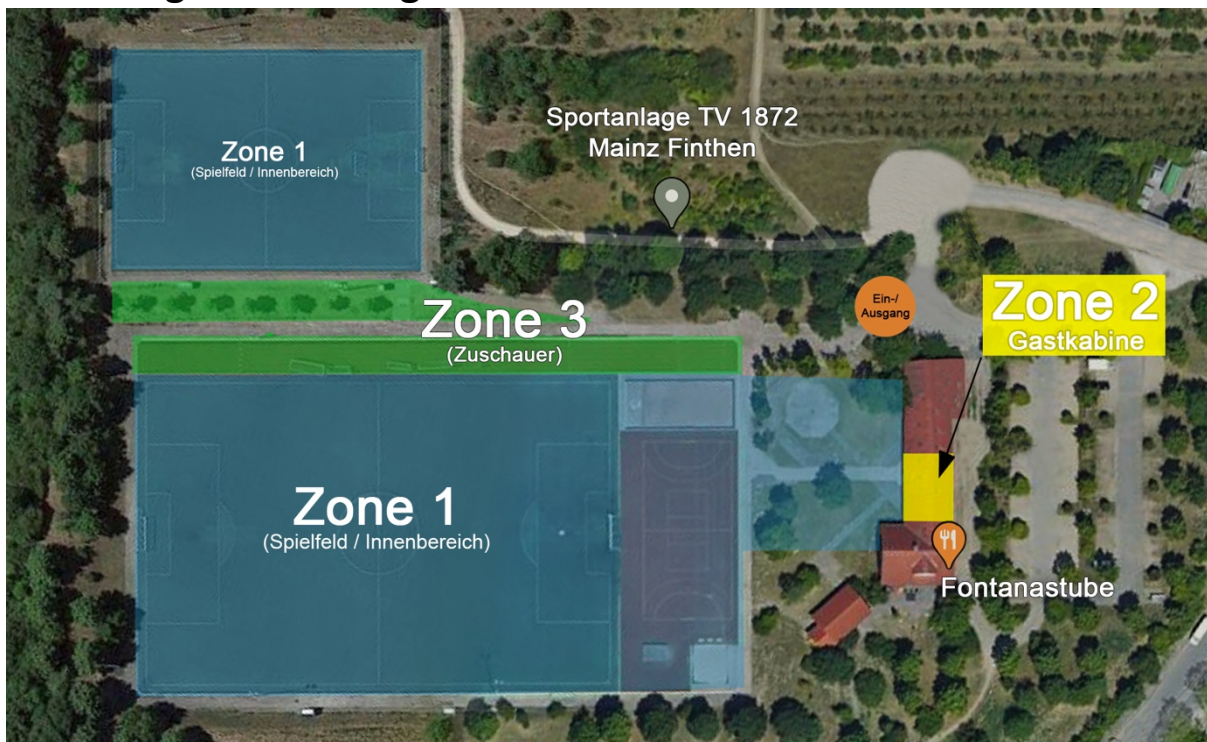 Zone 1
(Spielfeld / Innenbereich)
Sportanlage TV 1872
Mainz Finthen
Ein-/
Ausgang
Zone 2
Gastkabine
Zone 3
(Zuschauer)
Zone 1
(Spielfeld / Innenbereich)
Fontanastube